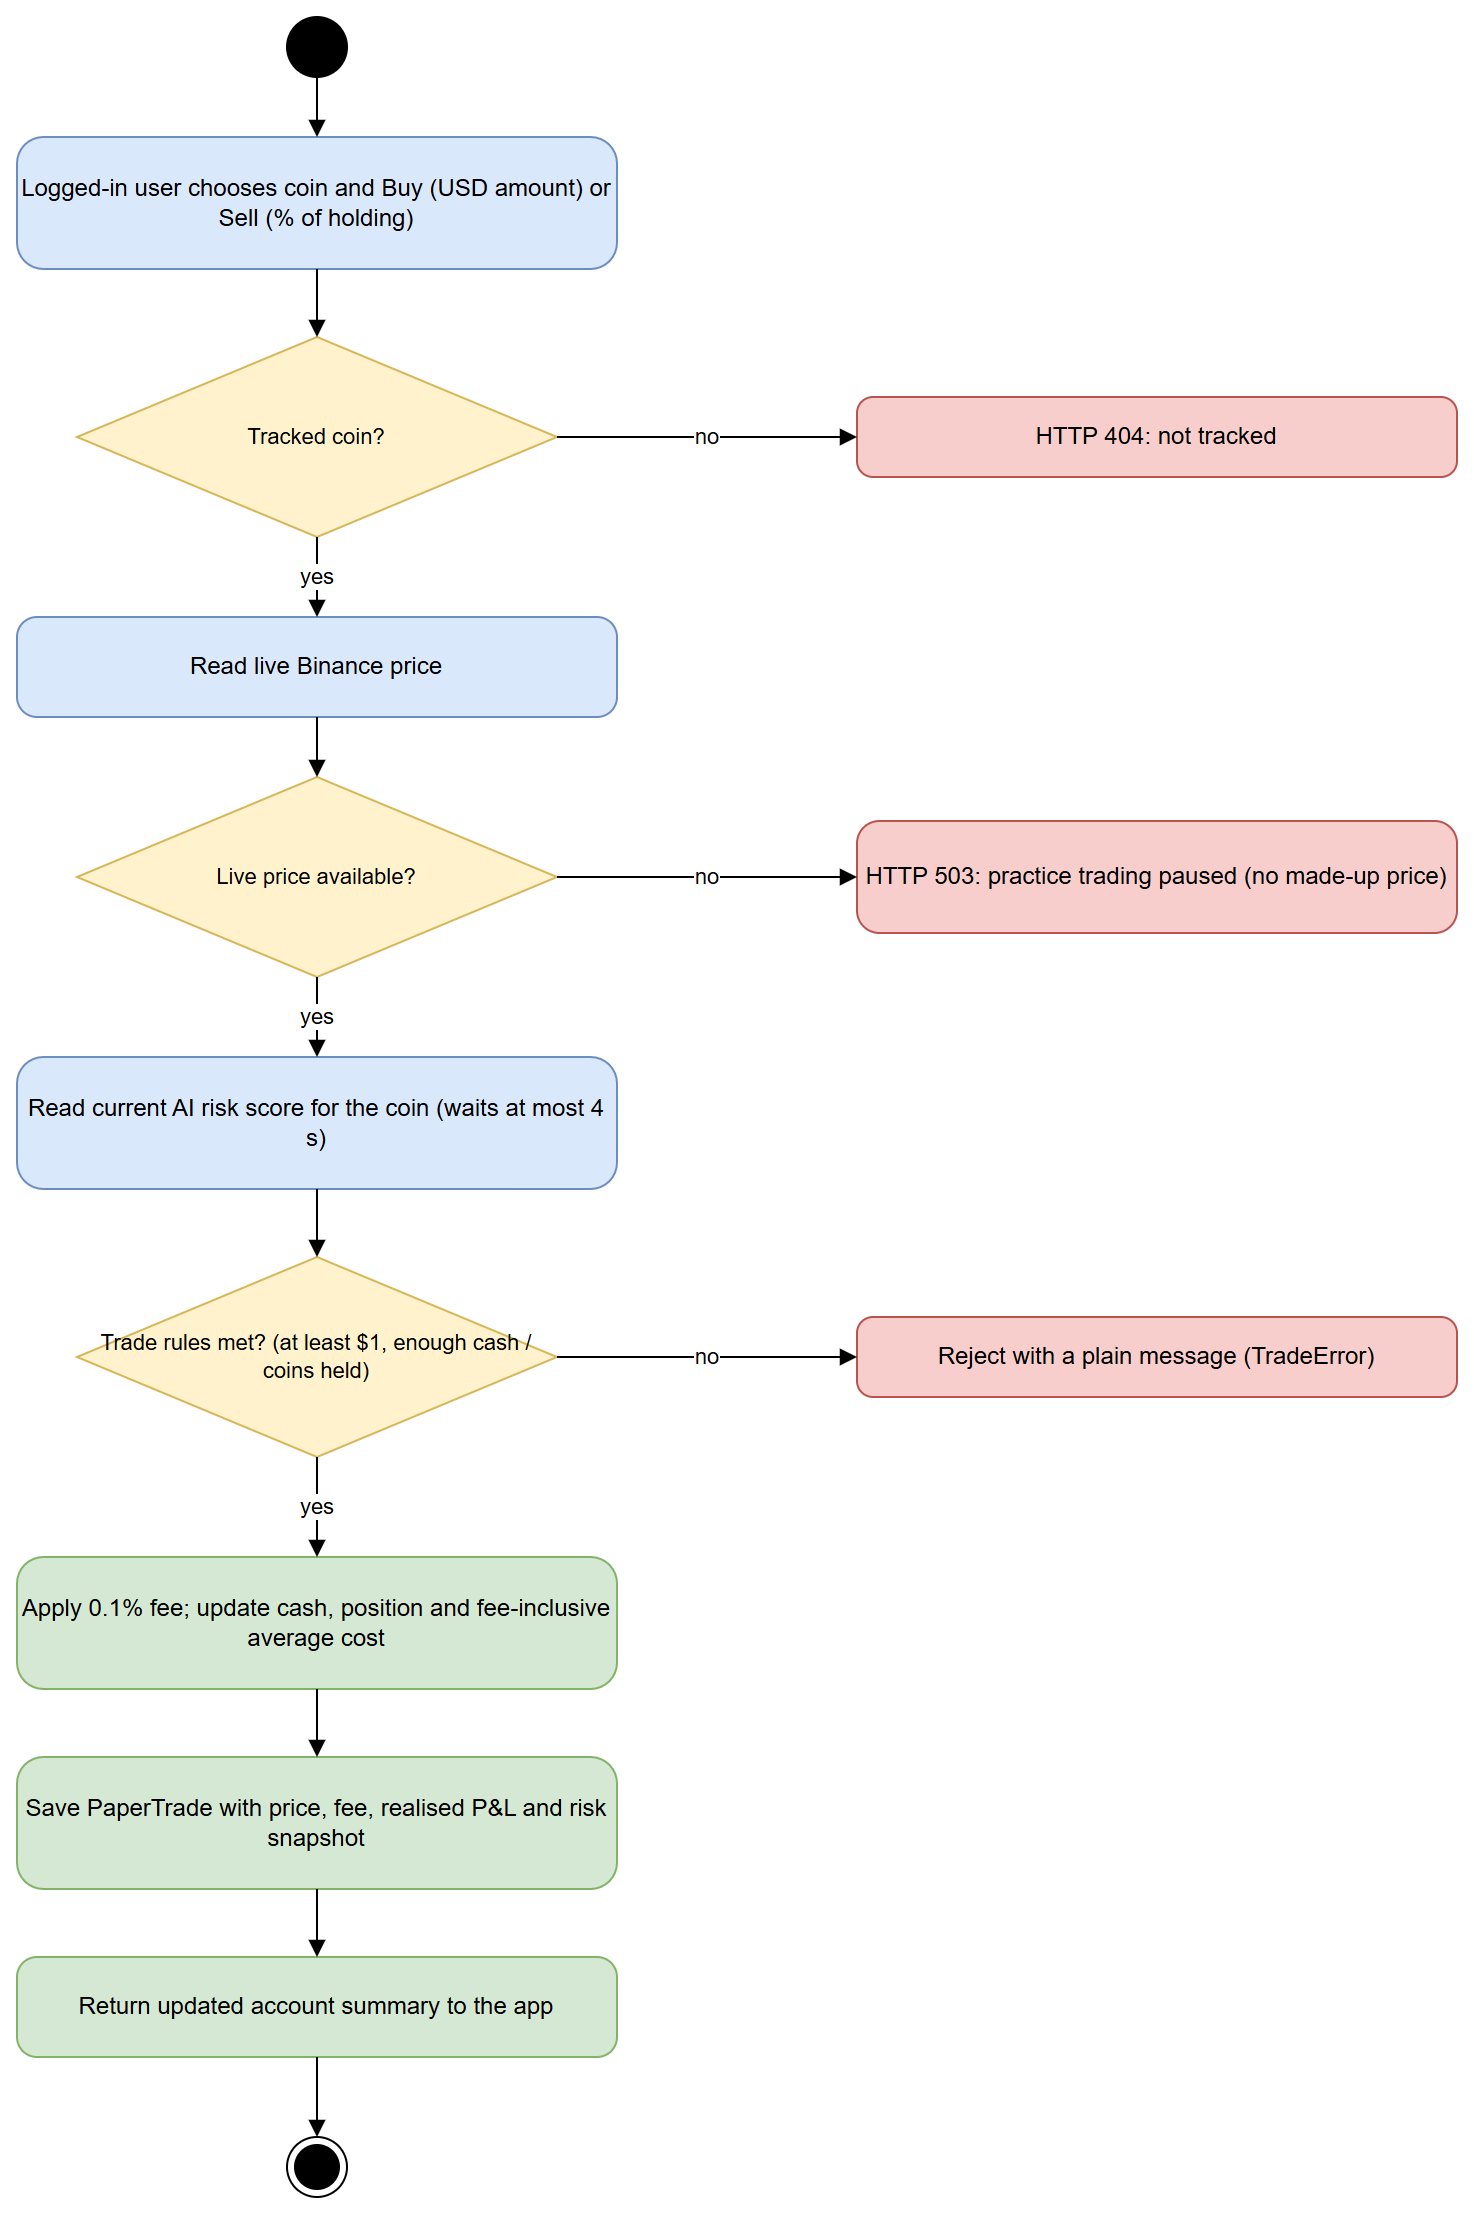 Logged-in user chooses coin and Buy (USD amount) or
Sell (% of holding)
Tracked coin?
no
HTTP 404: not tracked
yes
Read live Binance price
Live price available?
no
HTTP 503: practice trading paused (no made-up price)
yes
Read current AI risk score for the coin (waits at most 4
s)
Trade rules met? (at least $1, enough cash /
coins held)
no
Reject with a plain message (TradeError)
yes
Apply 0.1% fee; update cash, position and fee-inclusive
average cost
Save PaperTrade with price, fee, realised P&L and risk
snapshot
Return updated account summary to the app